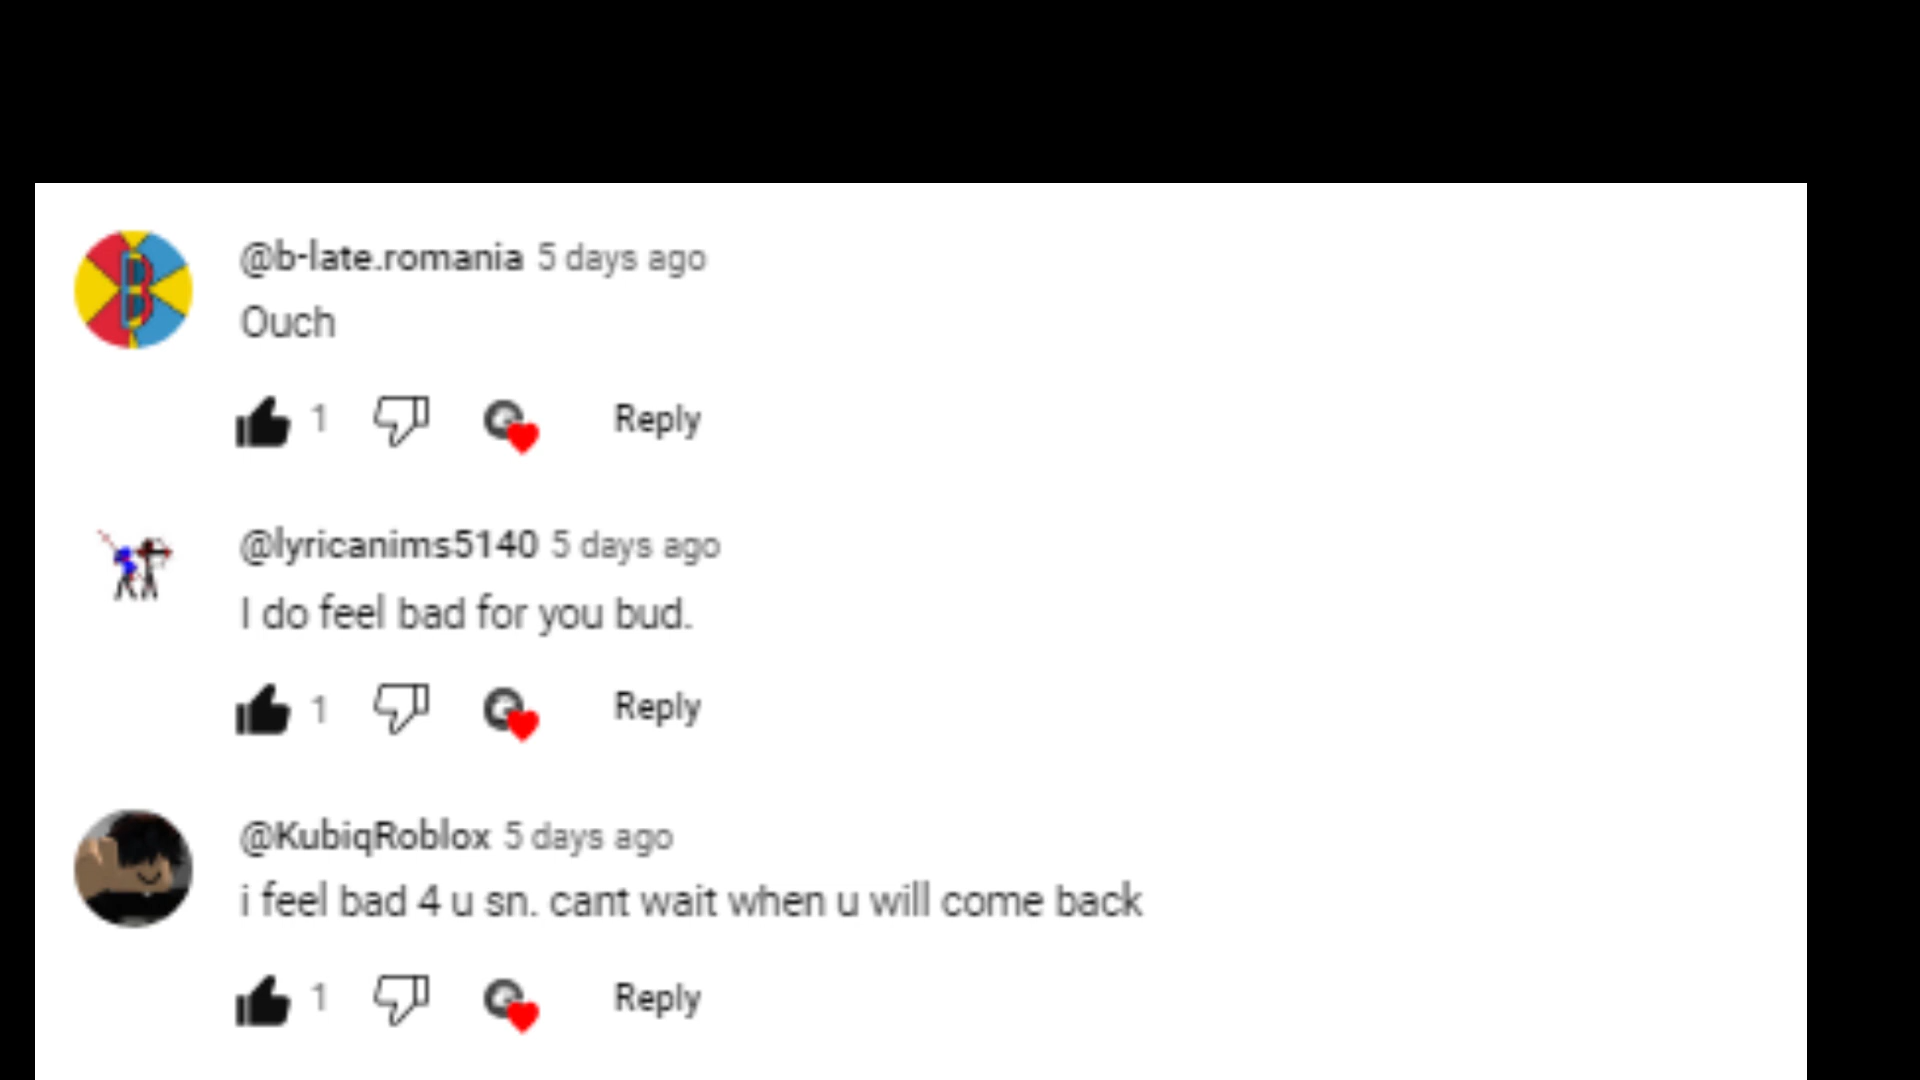 @b-late.romania 5 days ago
Ouch
1 Reply
@lyricanims5140 5 days ago
I do feel bad for you bud.
1 Reply
@KubiqRoblox 5 days ago
i feel bad 4 u sn. cant wait when u will come back
1 Reply